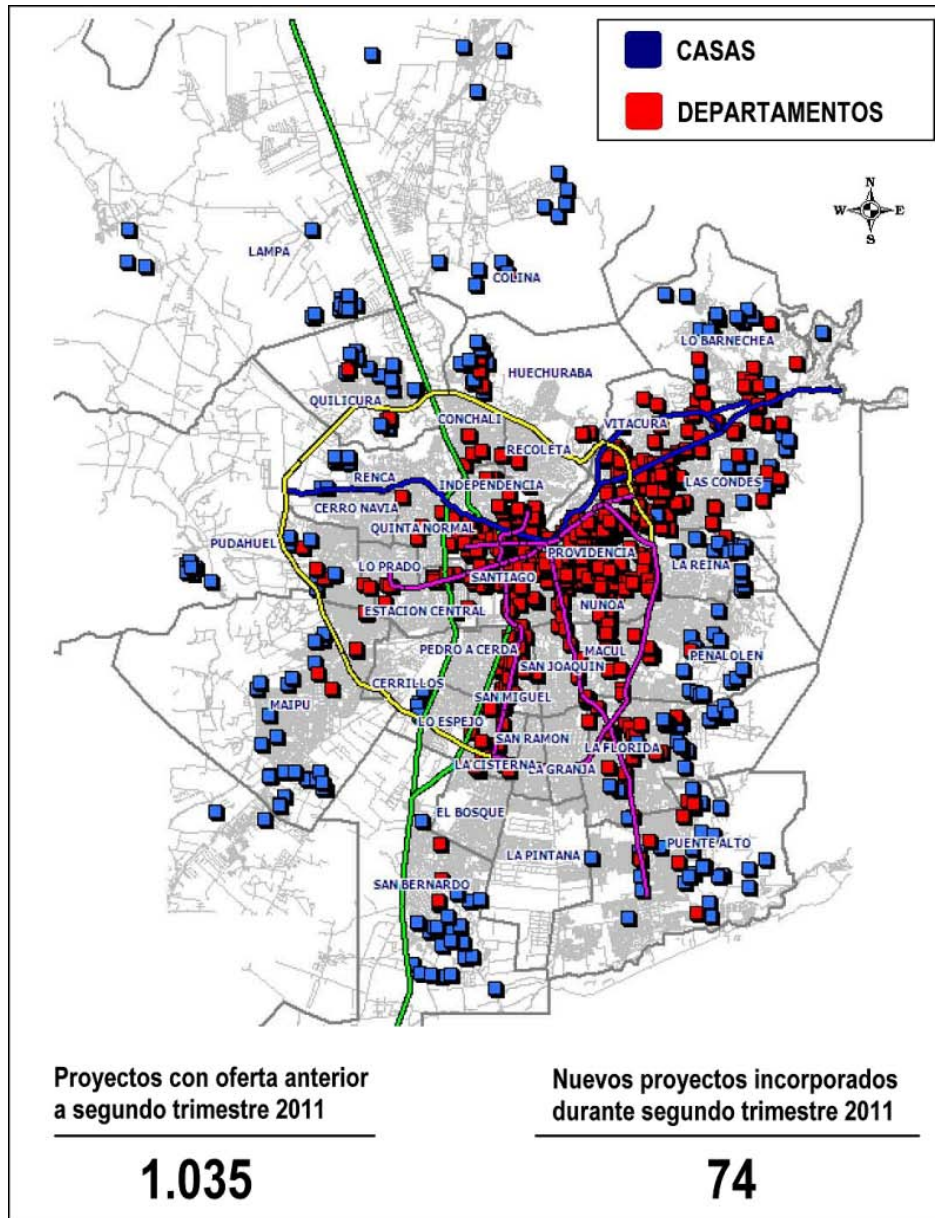 CASAS
DEPARTAMENTOS
N
W E
S
LAMPA
COLINA
LO BARNECHEA
HUECHURABA
QUILICURA
CONCHALI
VITACURA
RECOLETA
RENCA
INDEPENDENCIA
LAS CONDES
CERRO NAVIA
QUINTA NORMAL
PUDAHUEL
PROVIDENCIA
LO PRADO
LA REINA
SANTIAGO
ESTACION CENTRAL
NUNOA
PEDRO A CERDA
MACUL
PENALOLEN
SAN JOAQUIN
CERRILLOS
SAN MIGUEL
MAIPU
LO ESPEJO
SAN RAMON
LA FLORIDA
LA CISTERNA
LA GRANJA
EL BOSQUE
PUENTE ALTO
LA PINTANA
SAN BERNARDO
Proyectos con oferta anterior
a segundo trimestre 2011
1.035
Nuevos proyectos incorporados
durante segundo trimestre 2011
74